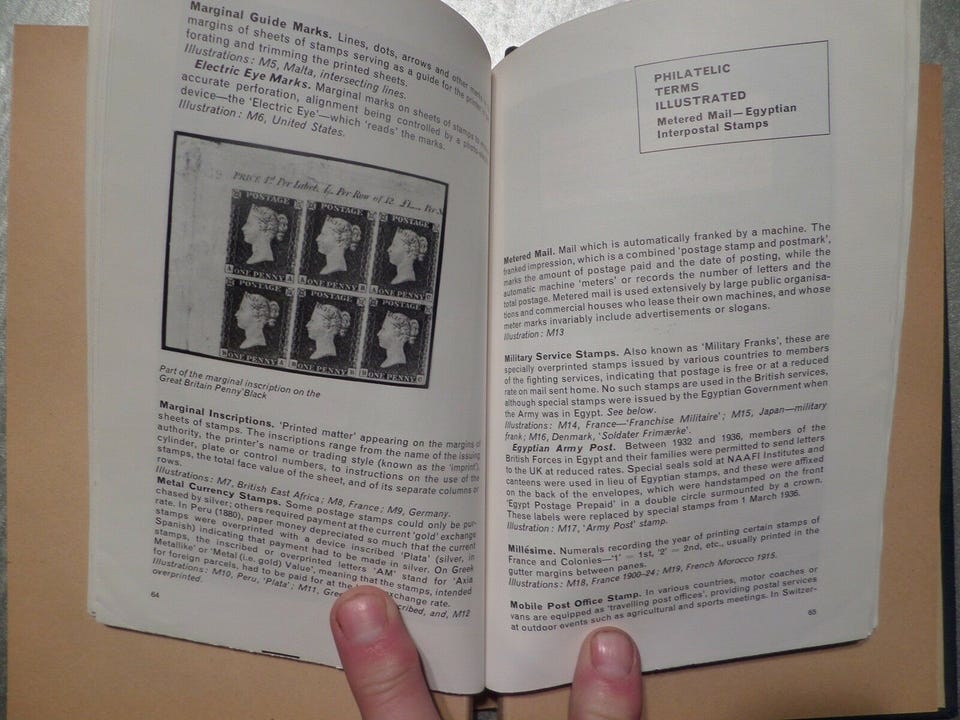 Marginal Guide Marks. Lines, dots, arrows and other marks
margins of sheets of stamps serving as a guide for the
forating and trimming the printed sheets.
Illustrations: M5, Malta, intersecting lines.
Electric Eye Marks. Marginal marks on sheets of stamps to
accurate perforation, alignment being controlled by a
device—the 'Electric Eye'—which 'reads' the marks.
Illustration: M6, United States.
PRICE 1d Per Label. 1/- Per Row of 12. £1
POSTAGE POSTAGE POSTAGE
ONE PENNY ONE PENNY ONE PENNY
POSTAGE POSTAGE POSTAGE
ONE PENNY ONE PENNY ONE PENNY
Part of the marginal inscription on the
Great Britain Penny Black
Marginal Inscriptions. 'Printed matter' appearing on the margins of
sheets of stamps. The inscriptions range from the name of the issuing
authority, the printer's name or trading style (known as the 'imprint'),
cylinder, plate or control numbers, to instructions on the use of the
stamps, the total face value of the sheet, and of its separate columns or
rows.
Illustrations: M7, British East Africa; M8, France; M9, Germany.
Metal Currency Stamps. Some postage stamps could only be pur-
chased by silver; others required payment at the current 'gold' exchange
rate. In Peru (1880), paper money depreciated so much that the current
stamps were overprinted with a device inscribed 'Plata' (silver, in
Spanish) indicating that payment had to be made in silver. On Greek
stamps, the inscribed or overprinted letters 'AM' stand for 'Axia
Metallike' or 'Metal (i.e. gold) Value', meaning that the stamps, intended
for foreign parcels, had to be paid for at the exchange rate.
Illustrations: M10, Peru, 'Plata'; M11, and, M12
overprinted.
64
PHILATELIC
TERMS
ILLUSTRATED
Metered Mail—Egyptian
Interpostal Stamps
Metered Mail. Mail which is automatically franked by a machine. The
franked impression, which is a combined 'postage stamp and postmark',
marks the amount of postage paid and the date of posting, while the
automatic machine 'meters' or records the number of letters and the
total postage. Metered mail is used extensively by large public organisa-
tions and commercial houses who lease their own machines, and whose
meter marks invariably include advertisements or slogans.
Illustration: M13
Military Service Stamps. Also known as 'Military Franks', these are
specially overprinted stamps issued by various countries to members
of the fighting services, indicating that postage is free or at a reduced
rate on mail sent home. No such stamps are used in the British services,
although special stamps were issued by the Egyptian Government when
the Army was in Egypt. See below.
Illustrations: M14, France—'Franchise Militaire'; M15, Japan—military
frank; M16, Denmark, 'Soldater Frimærke'.
Egyptian Army Post. Between 1932 and 1936, members of the
British Forces in Egypt and their families were permitted to send letters
to the UK at reduced rates. Special seals sold at NAAFI Institutes and
canteens were used in lieu of Egyptian stamps, and these were affixed
on the back of the envelopes, which were handstamped on the front
'Egypt Postage Prepaid' in a double circle surmounted by a crown.
These labels were replaced by special stamps from 1 March 1936.
Illustration: M17, 'Army Post' stamp.
Millésime. Numerals recording the year of printing certain stamps of
France and Colonies—'1' = 1st, '2' = 2nd, etc., usually printed in the
gutter margins between panes.
Illustrations: M18, France 1900–24; M19, French Morocco 1915.
Mobile Post Office Stamp. In various countries, motor coaches or
vans are equipped as 'travelling post offices', providing postal services
at outdoor events such as agricultural and sports meetings. In Switzer-
65